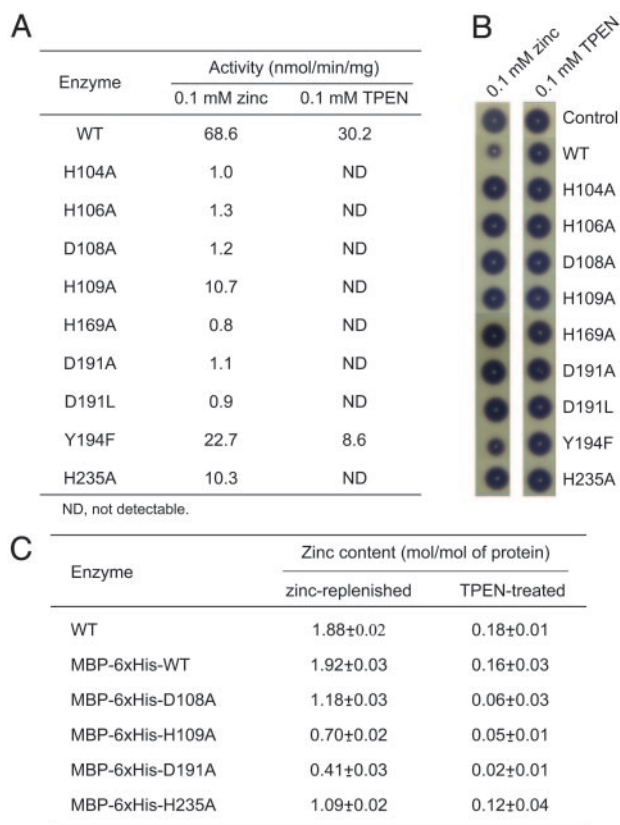 A
Enzyme Activity (nmol/min/mg)
0.1 mM zinc 0.1 mM TPEN
WT 68.6 30.2
H104A 1.0 ND
H106A 1.3 ND
D108A 1.2 ND
H109A 10.7 ND
H169A 0.8 ND
D191A 1.1 ND
D191L 0.9 ND
Y194F 22.7 8.6
H235A 10.3 ND
ND, not detectable.
B
0.1 mM zinc
0.1 mM TPEN
Control
WT
H104A
H106A
D108A
H109A
H169A
D191A
D191L
Y194F
H235A
C
Enzyme Zinc content (mol/mol of protein)
zinc-replenished TPEN-treated
WT 1.88±0.02 0.18±0.01
MBP-6xHis-WT 1.92±0.03 0.16±0.03
MBP-6xHis-D108A 1.18±0.03 0.06±0.03
MBP-6xHis-H109A 0.70±0.02 0.05±0.01
MBP-6xHis-D191A 0.41±0.03 0.02±0.01
MBP-6xHis-H235A 1.09±0.02 0.12±0.04